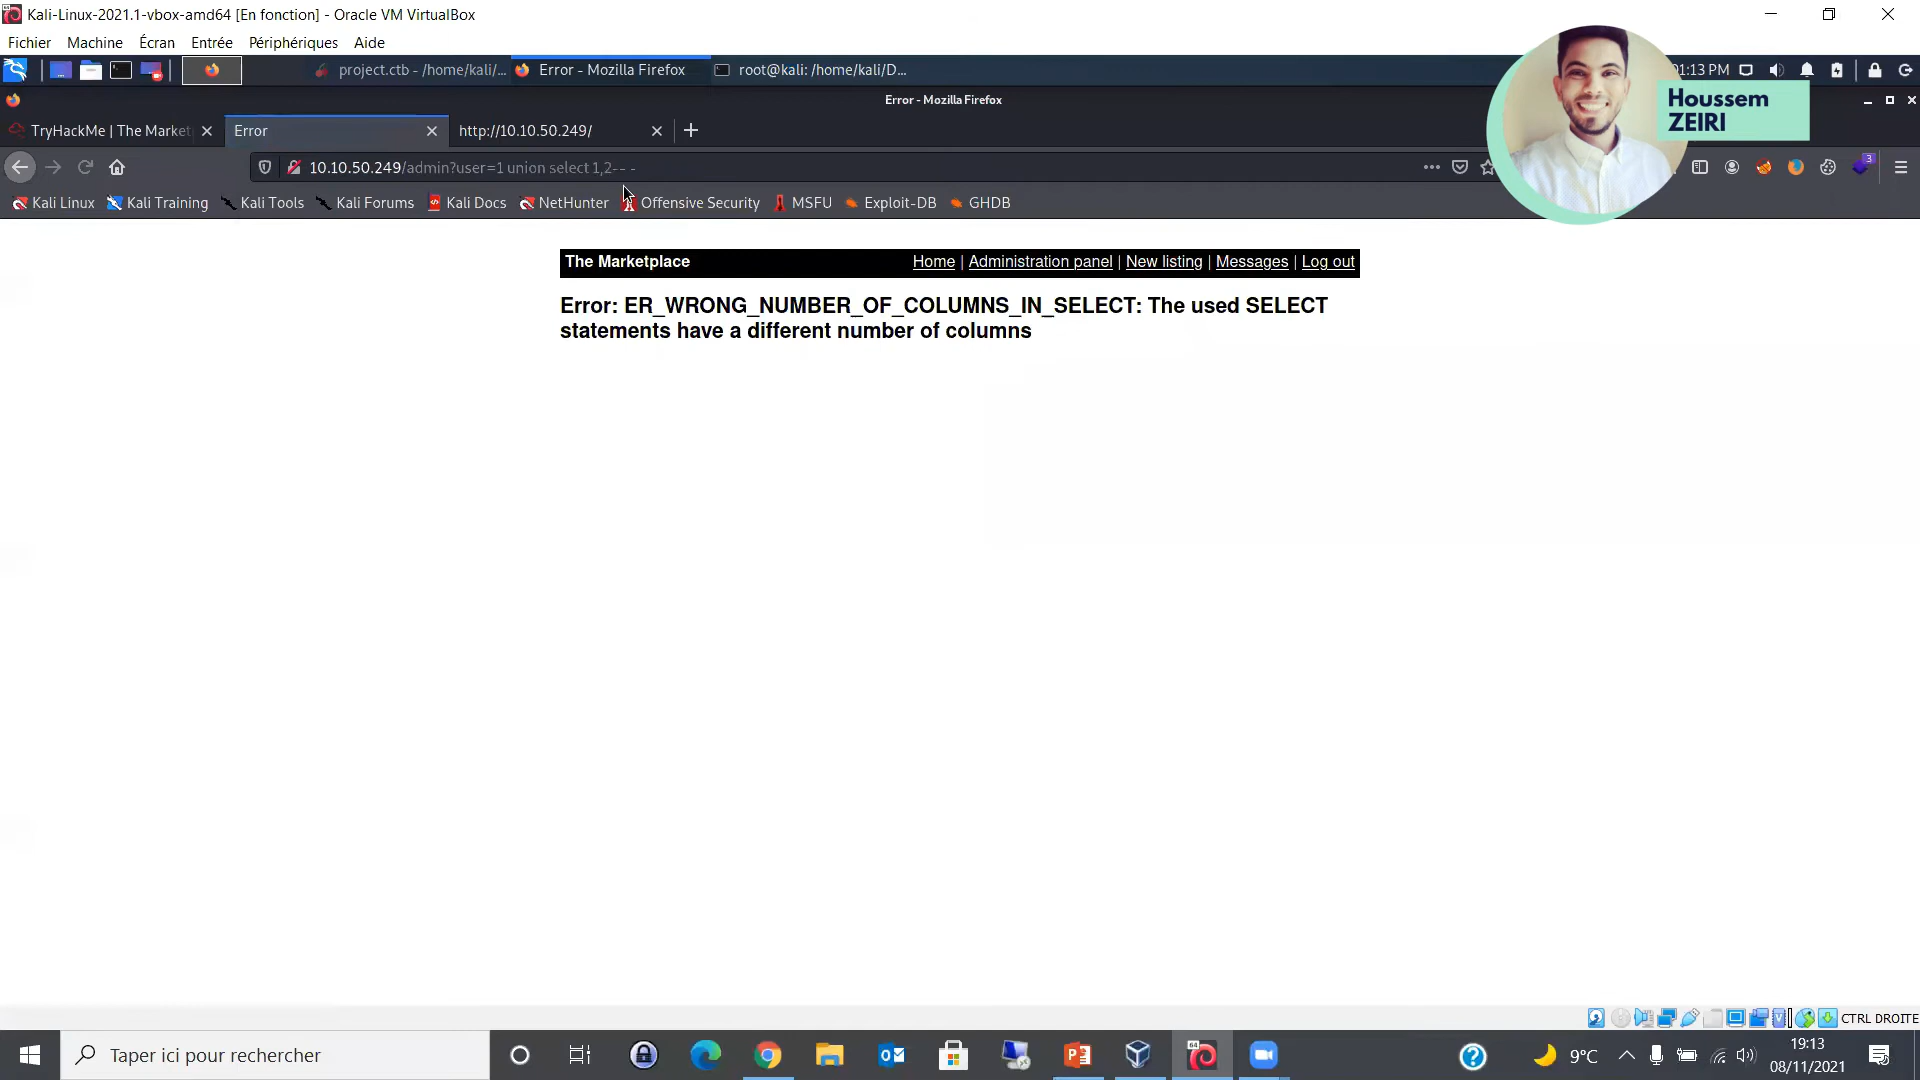 Kali-Linux-2021.1-vbox-amd64 [En fonction] - Oracle VM VirtualBox
Fichier Machine Écran Entrée Périphériques Aide
project.ctb - /home/kali/... Error - Mozilla Firefox root@kali: /home/kali/D... 1:13 PM
Error - Mozilla Firefox
Houssem
ZEIRI
TryHackMe | The Market Error http://10.10.50.249/
10.10.50.249/admin?user=1 union select 1,2-- -
3
Kali Linux Kali Training Kali Tools Kali Forums Kali Docs NetHunter Offensive Security MSFU Exploit-DB GHDB
The Marketplace Home | Administration panel | New listing | Messages | Log out
Error: ER_WRONG_NUMBER_OF_COLUMNS_IN_SELECT: The used SELECT
statements have a different number of columns
CTRL DROITE
Taper ici pour rechercher 9°C 19:13
08/11/2021